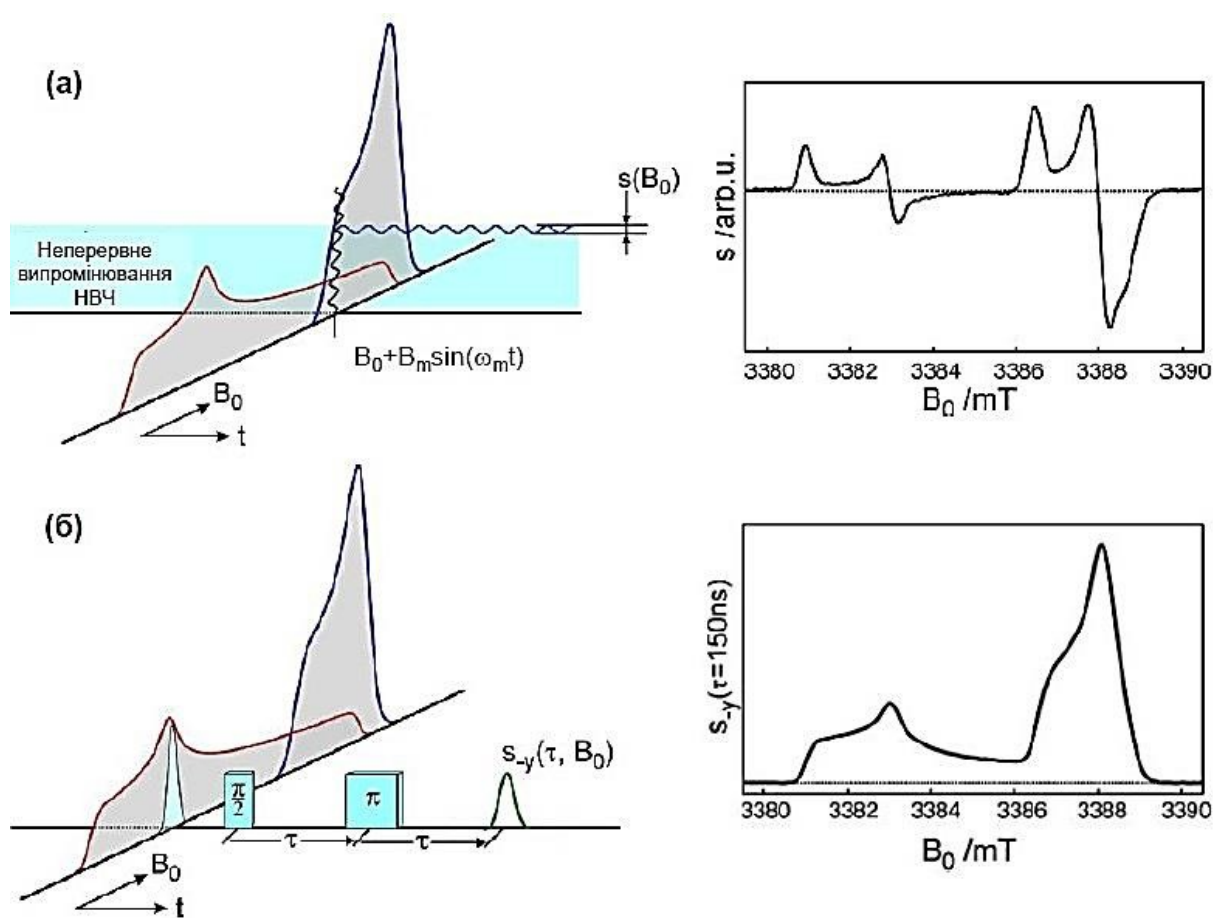 (а)
Неперервне
випромінювання
НВЧ
s(B₀)
B₀+Bₘsin(ωₘt)
B₀
t
s /arb.u.
3380 3382 3384 3386 3388 3390
B₀ /mT
(б)
π/2
π
s₋y(τ, B₀)
τ τ
B₀
t
s₋y(τ=150ns)
3380 3382 3384 3386 3388 3390
B₀ /mT